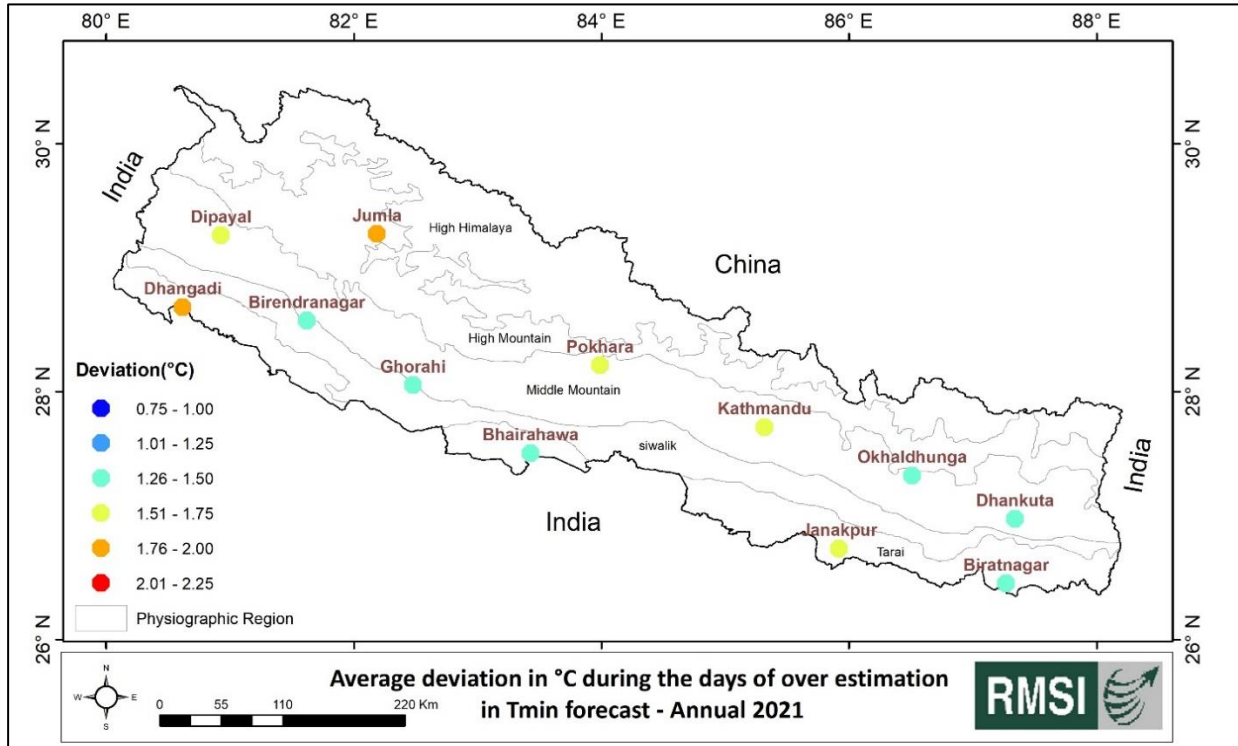 80° E 82° E 84° E 86° E 88° E
30° N
30° N
India
Dipayal
Jumla
High Himalaya
China
Dhangadi
Birendranagar
High Mountain
Pokhara
Ghorahi
Middle Mountain
28° N
28° N
Kathmandu
Bhairahawa
siwalik
Okhaldhunga
India
Dhankuta
India
Janakpur
Tarai
Biratnagar
Deviation(°C)
0.75 - 1.00
1.01 - 1.25
1.26 - 1.50
1.51 - 1.75
1.76 - 2.00
2.01 - 2.25
Physiographic Region
26° N
26° N
N
W E
S
0 55 110 220 Km
Average deviation in °C during the days of over estimation
in Tmin forecast - Annual 2021
RMSI